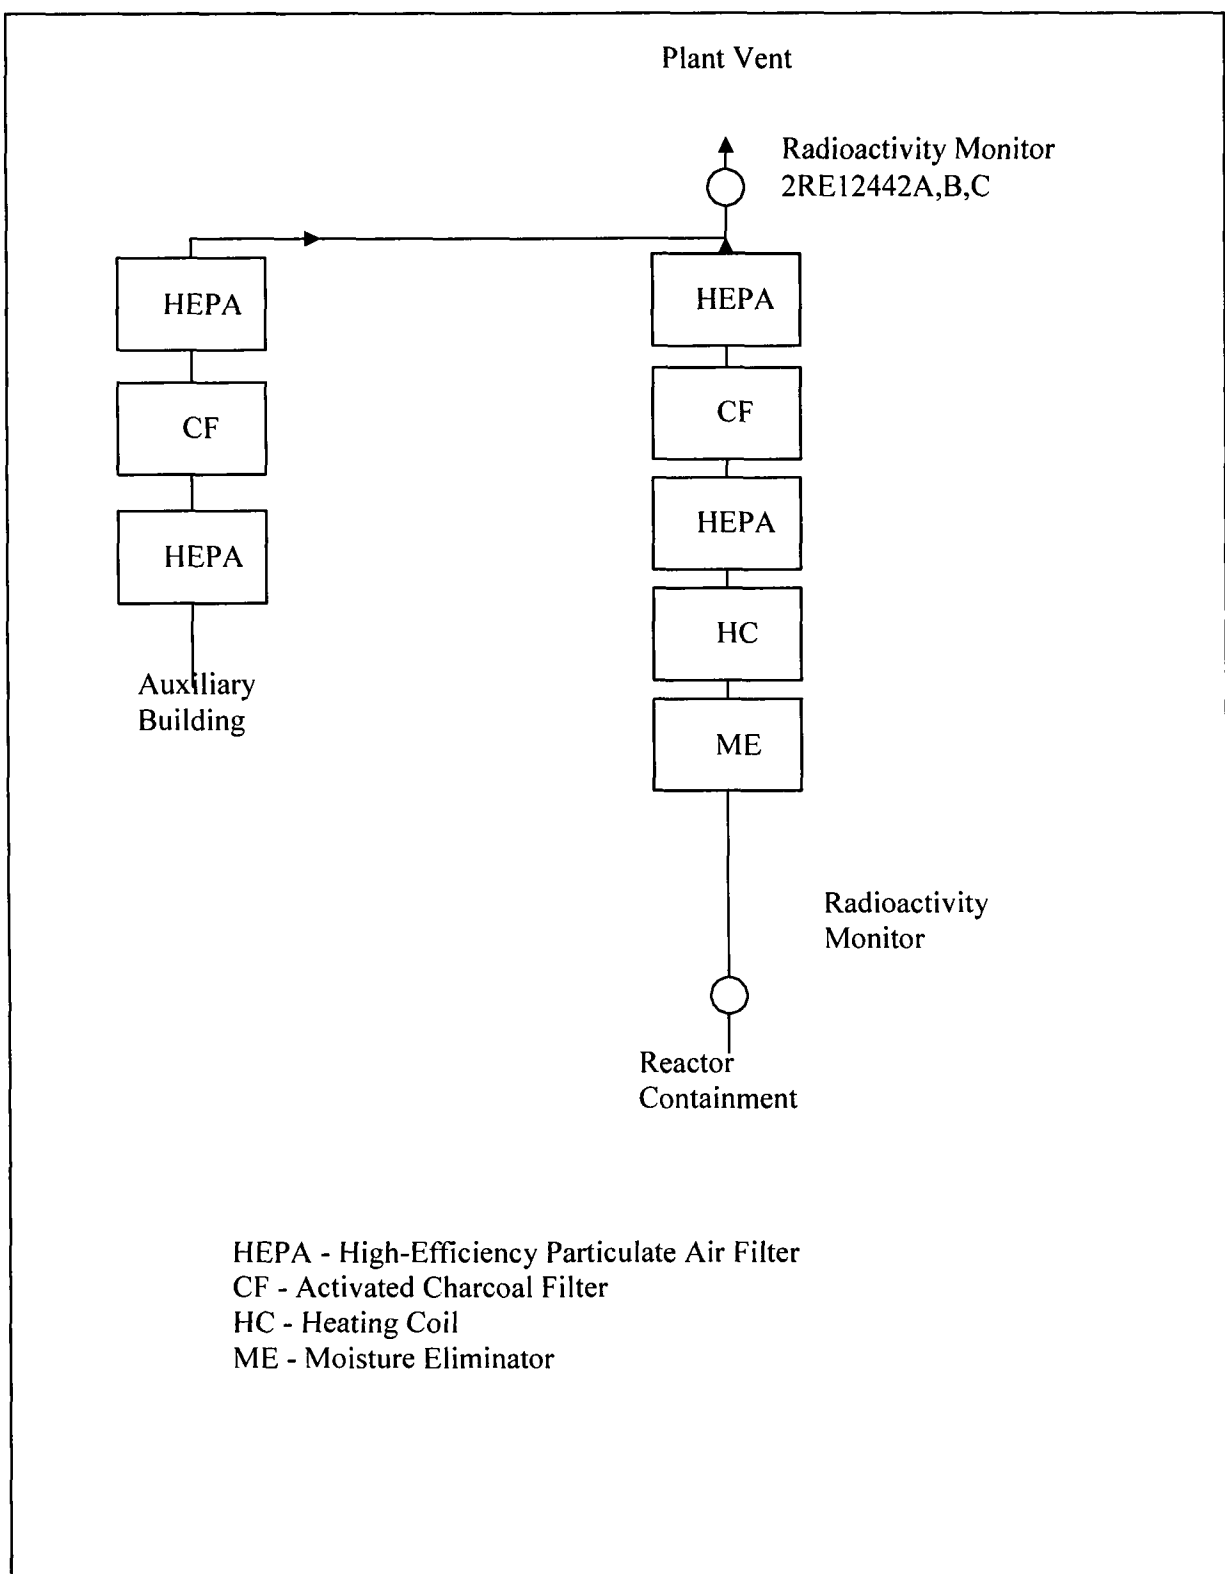 Plant Vent
Radioactivity Monitor
2RE12442A,B,C
HEPA
CF
HEPA
Auxiliary
Building
HEPA
CF
HEPA
HC
ME
Radioactivity
Monitor
Reactor
Containment
HEPA - High-Efficiency Particulate Air Filter
CF - Activated Charcoal Filter
HC - Heating Coil
ME - Moisture Eliminator